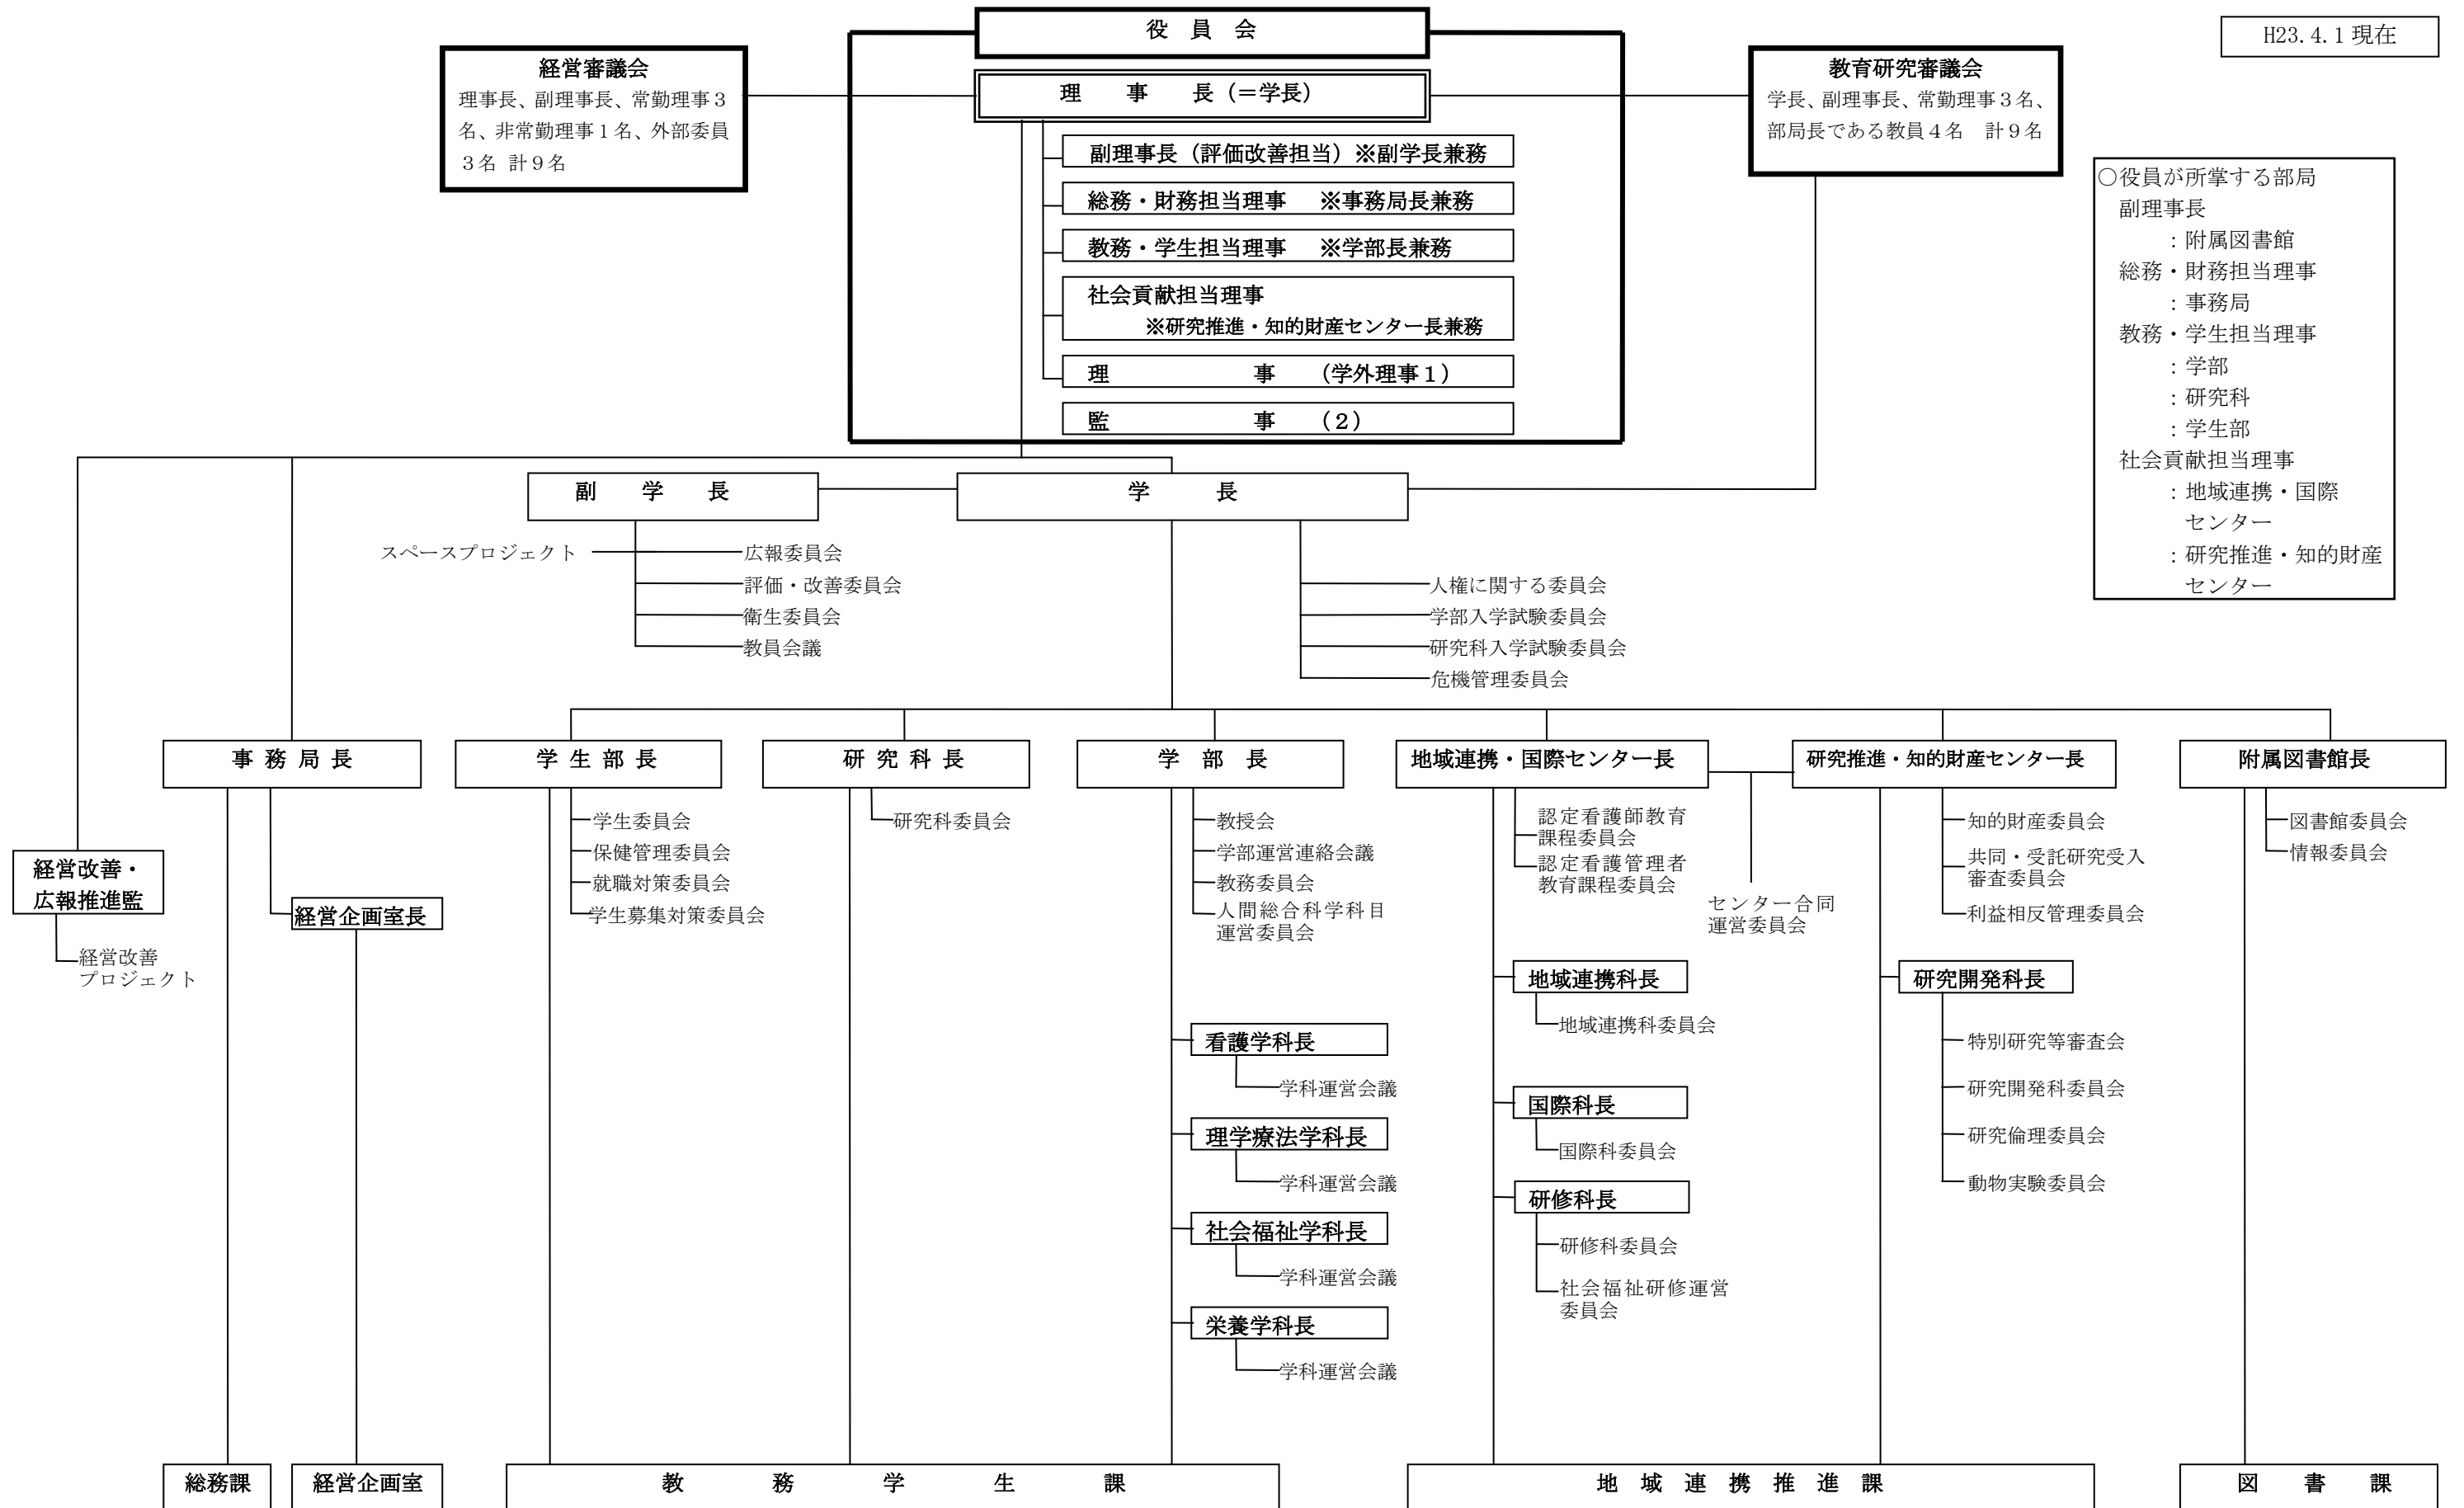 役員会
H23.4.1現在
経営審議会
理事長、副理事長、常勤理事３
名、非常勤理事１名、外部委員
３名 計９名
理事長（＝学長）
教育研究審議会
学長、副理事長、常勤理事３名、
部局長である教員４名　計９名
副理事長（評価改善担当）※副学長兼務
総務・財務担当理事　※事務局長兼務
教務・学生担当理事　※学部長兼務
社会貢献担当理事
※研究推進・知的財産センター長兼務
理事（学外理事１）
監事（２）
○役員が所掌する部局
副理事長
：附属図書館
総務・財務担当理事
：事務局
教務・学生担当理事
：学部
：研究科
：学生部
社会貢献担当理事
：地域連携・国際
センター
：研究推進・知的財産
センター
副学長
学長
スペースプロジェクト
広報委員会
評価・改善委員会
衛生委員会
教員会議
人権に関する委員会
学部入学試験委員会
研究科入学試験委員会
危機管理委員会
事務局長
学生部長
研究科長
学部長
地域連携・国際センター長
研究推進・知的財産センター長
附属図書館長
経営改善・
広報推進監
経営改善
プロジェクト
経営企画室長
学生委員会
保健管理委員会
就職対策委員会
学生募集対策委員会
研究科委員会
教授会
学部運営連絡会議
教務委員会
人間総合科学科目
運営委員会
看護学科長
学科運営会議
理学療法学科長
学科運営会議
社会福祉学科長
学科運営会議
栄養学科長
学科運営会議
認定看護師教育
課程委員会
認定看護管理者
教育課程委員会
センター合同
運営委員会
地域連携科長
地域連携科委員会
国際科長
国際科委員会
研修科長
研修科委員会
社会福祉研修運営
委員会
知的財産委員会
共同・受託研究受入
審査委員会
利益相反管理委員会
研究開発科長
特別研究等審査会
研究開発科委員会
研究倫理委員会
動物実験委員会
図書館委員会
情報委員会
総務課
経営企画室
教務学生課
地域連携推進課
図書課